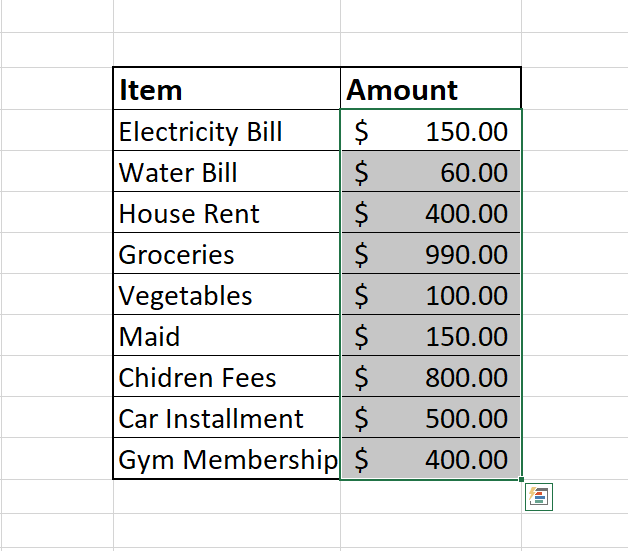 Item Amount
Electricity Bill $ 150.00
Water Bill $ 60.00
House Rent $ 400.00
Groceries $ 990.00
Vegetables $ 100.00
Maid $ 150.00
Chidren Fees $ 800.00
Car Installment $ 500.00
Gym Membership $ 400.00